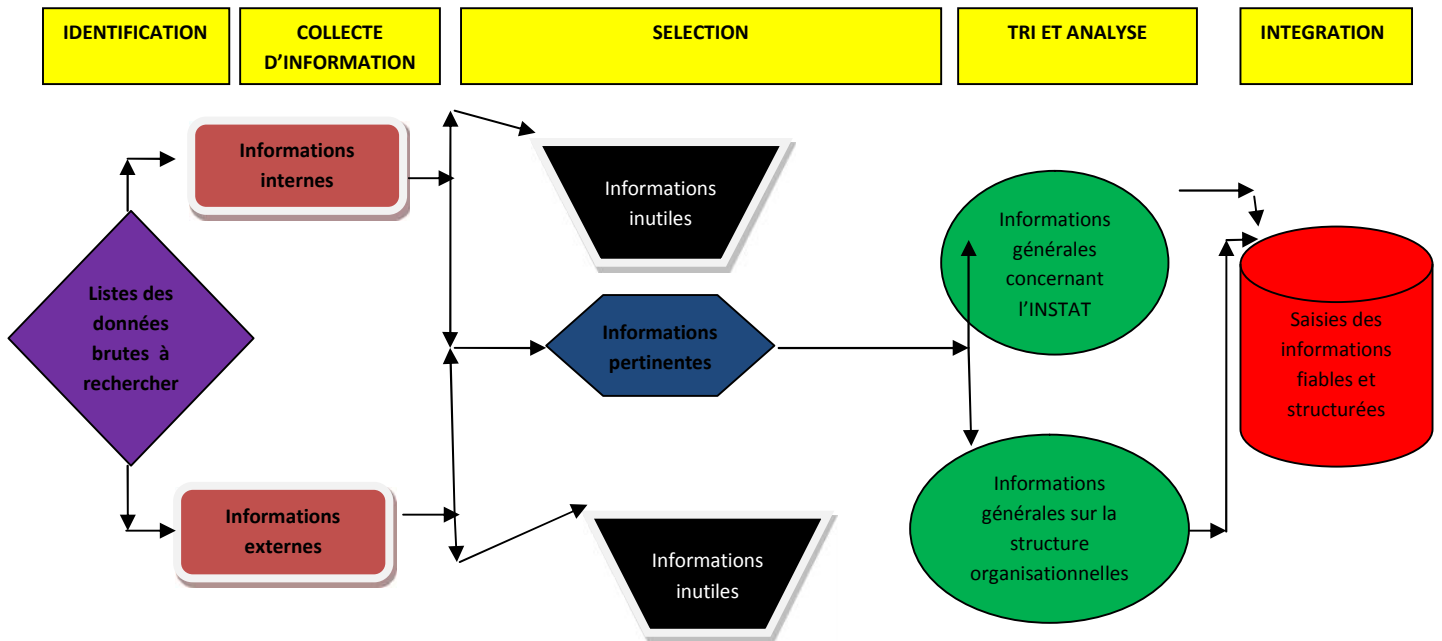 IDENTIFICATION
COLLECTE
D’INFORMATION
SELECTION
TRI ET ANALYSE
INTEGRATION
Informations
internes
Informations
inutiles
Informations
générales
concernant
l’INSTAT
Listes des
données
brutes à
rechercher
Informations
pertinentes
Saisies des
informations
fiables et
structurées
Informations
externes
Informations
inutiles
Informations
générales sur la
structure
organisationnelles